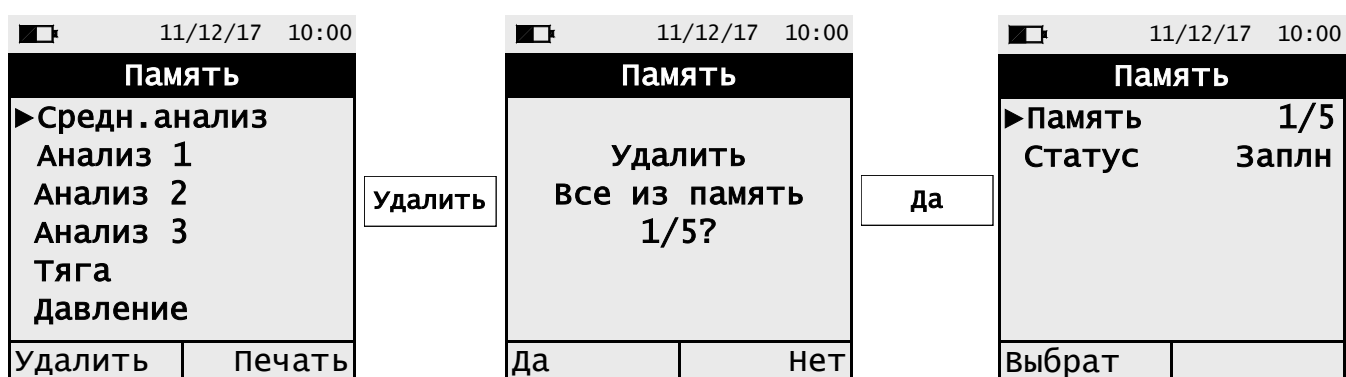 11/12/17 10:00
Память
►Средн.анализ
Анализ 1
Анализ 2
Анализ 3
Тяга
Давление
Удалить Печать
Удалить
11/12/17 10:00
Память
Удалить
Все из память
1/5?
Да Нет
Да
11/12/17 10:00
Память
►Память 1/5
Статус Заплн
Выбрат